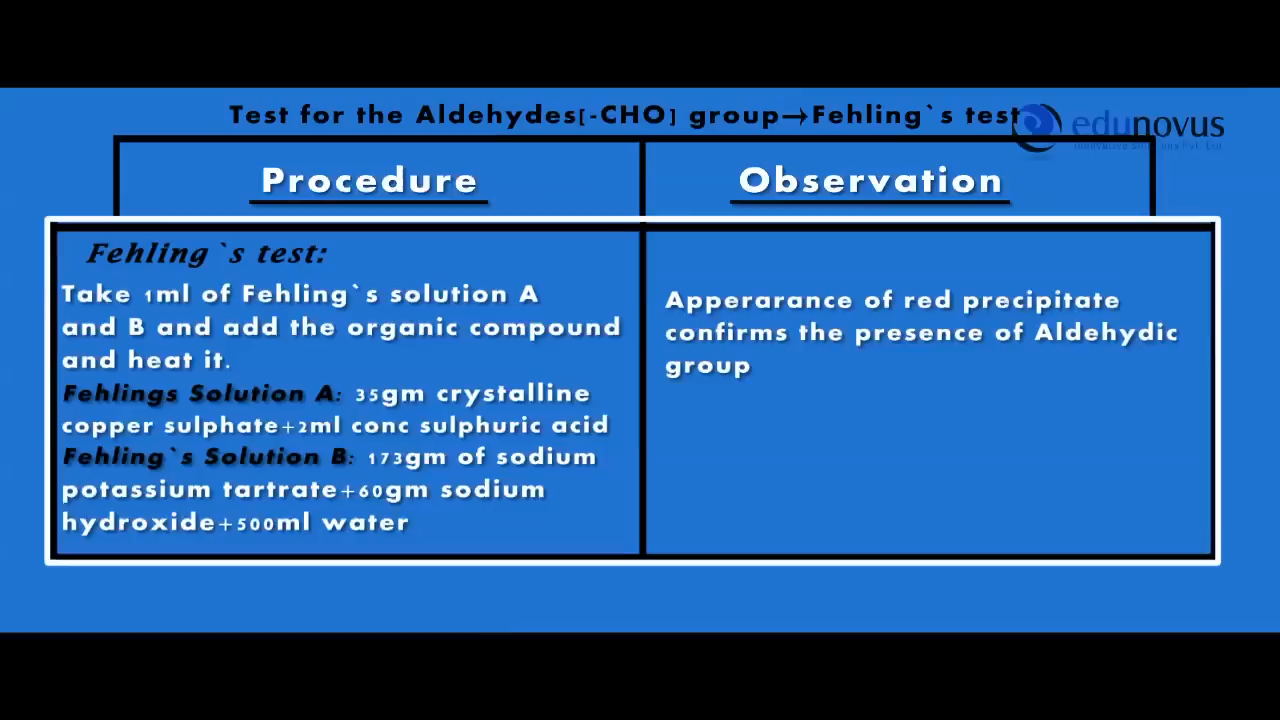 Test for the Aldehydes[-CHO] group→Fehling`s test
edunovus
Procedure
Observation
Fehling`s test:
Take 1ml of Fehling`s solution A
and B and add the organic compound
and heat it.
Fehlings Solution A: 35gm crystalline
copper sulphate+2ml conc sulphuric acid
Fehling`s Solution B: 173gm of sodium
potassium tartrate+60gm sodium
hydroxide+500ml water
Apperarance of red precipitate
confirms the presence of Aldehydic
group